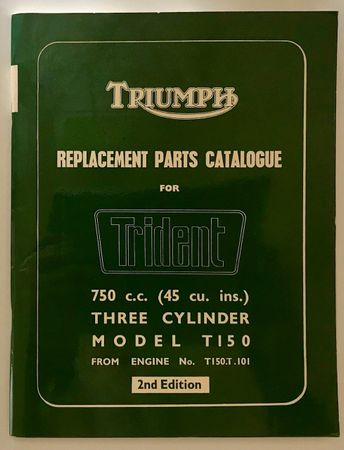 TRIUMPH
REPLACEMENT PARTS CATALOGUE
FOR
Trident
750 c.c. (45 cu. ins.)
THREE CYLINDER
MODEL T150
FROM ENGINE No. T150.T.101
2nd Edition